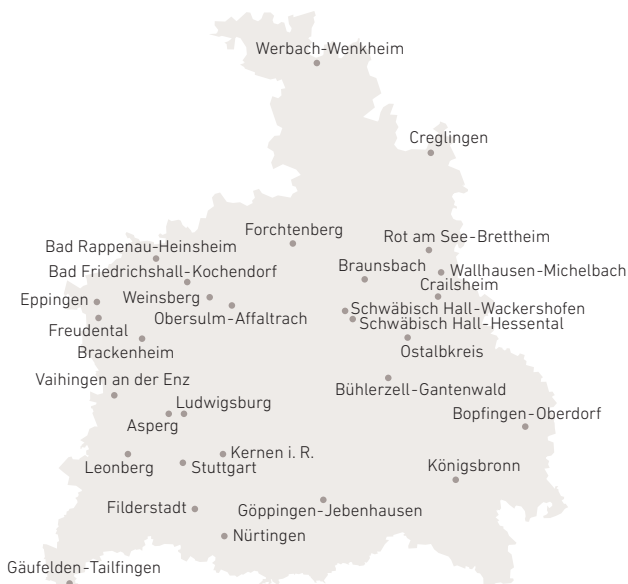 Werbach-Wenkheim
Creglingen
Forchtenberg
Rot am See-Brettheim
Bad Rappenau-Heinsheim
Braunsbach
Wallhausen-Michelbach
Bad Friedrichshall-Kochendorf
Crailsheim
Eppingen
Weinsberg
Schwäbisch Hall-Wackershofen
Obersulm-Affaltrach
Schwäbisch Hall-Hessental
Freudental
Brackenheim
Ostalbkreis
Vaihingen an der Enz
Bühlerzell-Gantenwald
Ludwigsburg
Bopfingen-Oberdorf
Asperg
Kernen i. R.
Leonberg
Stuttgart
Königsbronn
Filderstadt
Göppingen-Jebenhausen
Nürtingen
Gäufelden-Tailfingen